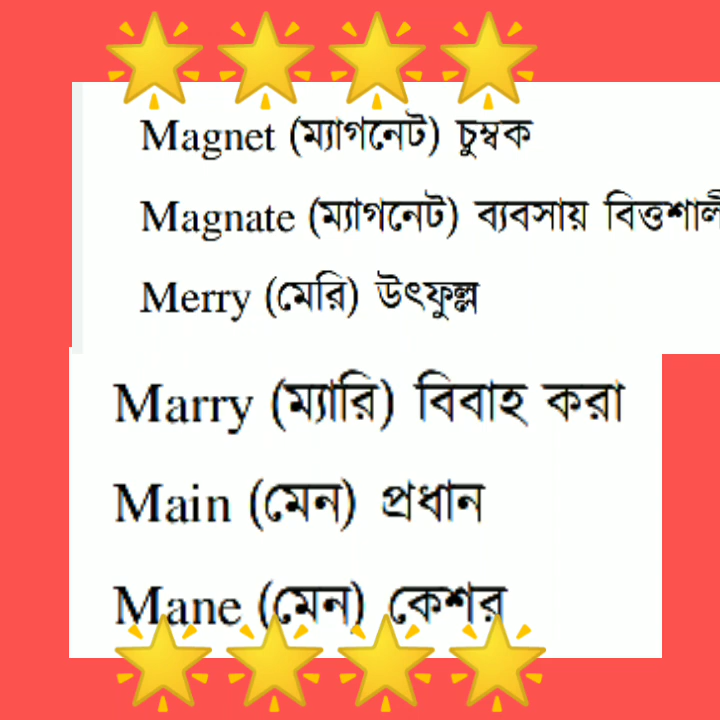 Magnet (ম্যাগনেট) চুম্বক
Magnate (ম্যাগনেট) ব্যবসায় বিত্তশালী
Merry (মেরি) উৎফুল্ল
Marry (ম্যারি) বিবাহ করা
Main (মেন) প্রধান
Mane (মেন) কেশর